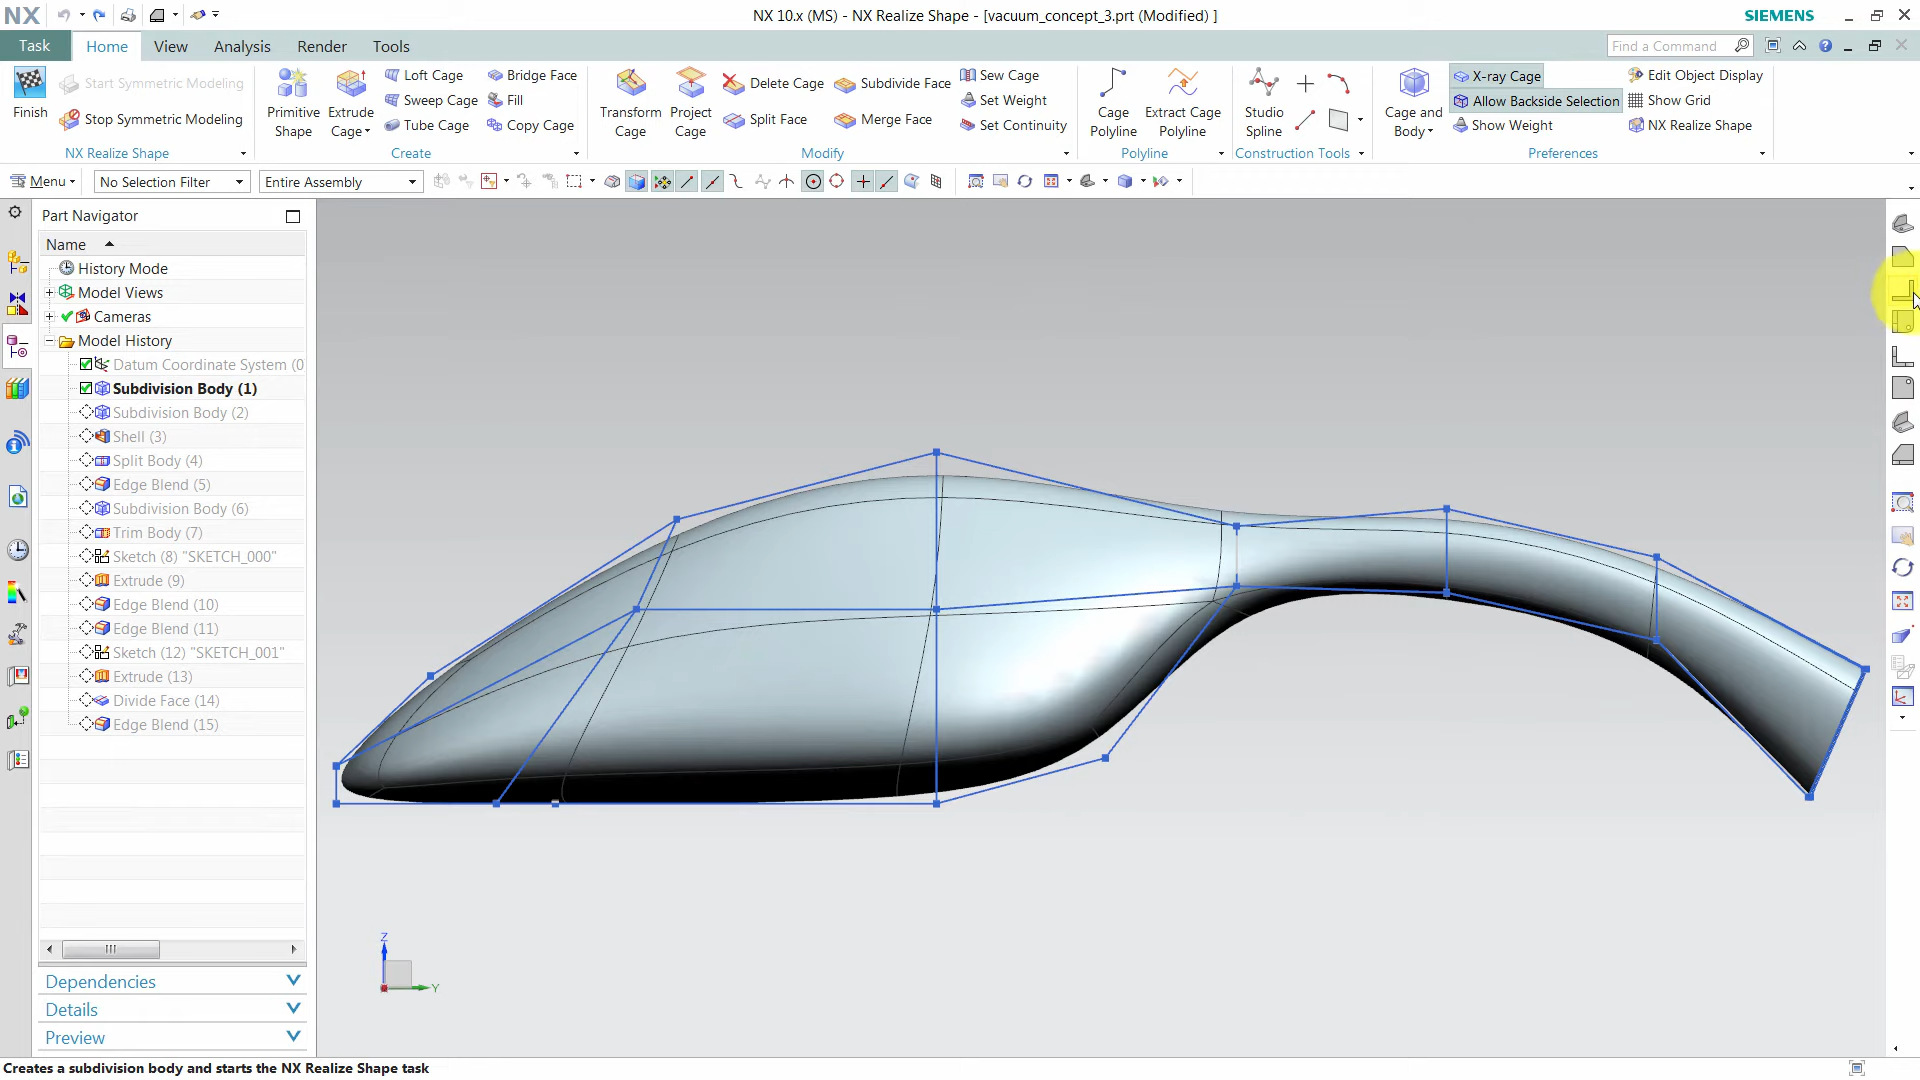 NX NX 10.x (MS) - NX Realize Shape - [vacuum_concept_3.prt (Modified) ] SIEMENS
Task Home View Analysis Render Tools Find a Command
Finish
Start Symmetric Modeling
Stop Symmetric Modeling
NX Realize Shape
Primitive Shape
Extrude Cage
Loft Cage
Sweep Cage
Tube Cage
Bridge Face
Fill
Copy Cage
Create
Transform Cage
Project Cage
Delete Cage
Split Face
Subdivide Face
Merge Face
Sew Cage
Set Weight
Set Continuity
Modify
Cage Polyline
Extract Cage Polyline
Polyline
Studio Spline
Construction Tools
Cage and Body
X-ray Cage
Allow Backside Selection
Show Weight
Edit Object Display
Show Grid
NX Realize Shape
Preferences
Menu No Selection Filter Entire Assembly
Part Navigator
Name
History Mode
Model Views
Cameras
Model History
Datum Coordinate System (0
Subdivision Body (1)
Subdivision Body (2)
Shell (3)
Split Body (4)
Edge Blend (5)
Subdivision Body (6)
Trim Body (7)
Sketch (8) "SKETCH_000"
Extrude (9)
Edge Blend (10)
Edge Blend (11)
Sketch (12) "SKETCH_001"
Extrude (13)
Divide Face (14)
Edge Blend (15)
Dependencies
Details
Preview
Z
Y
Creates a subdivision body and starts the NX Realize Shape task